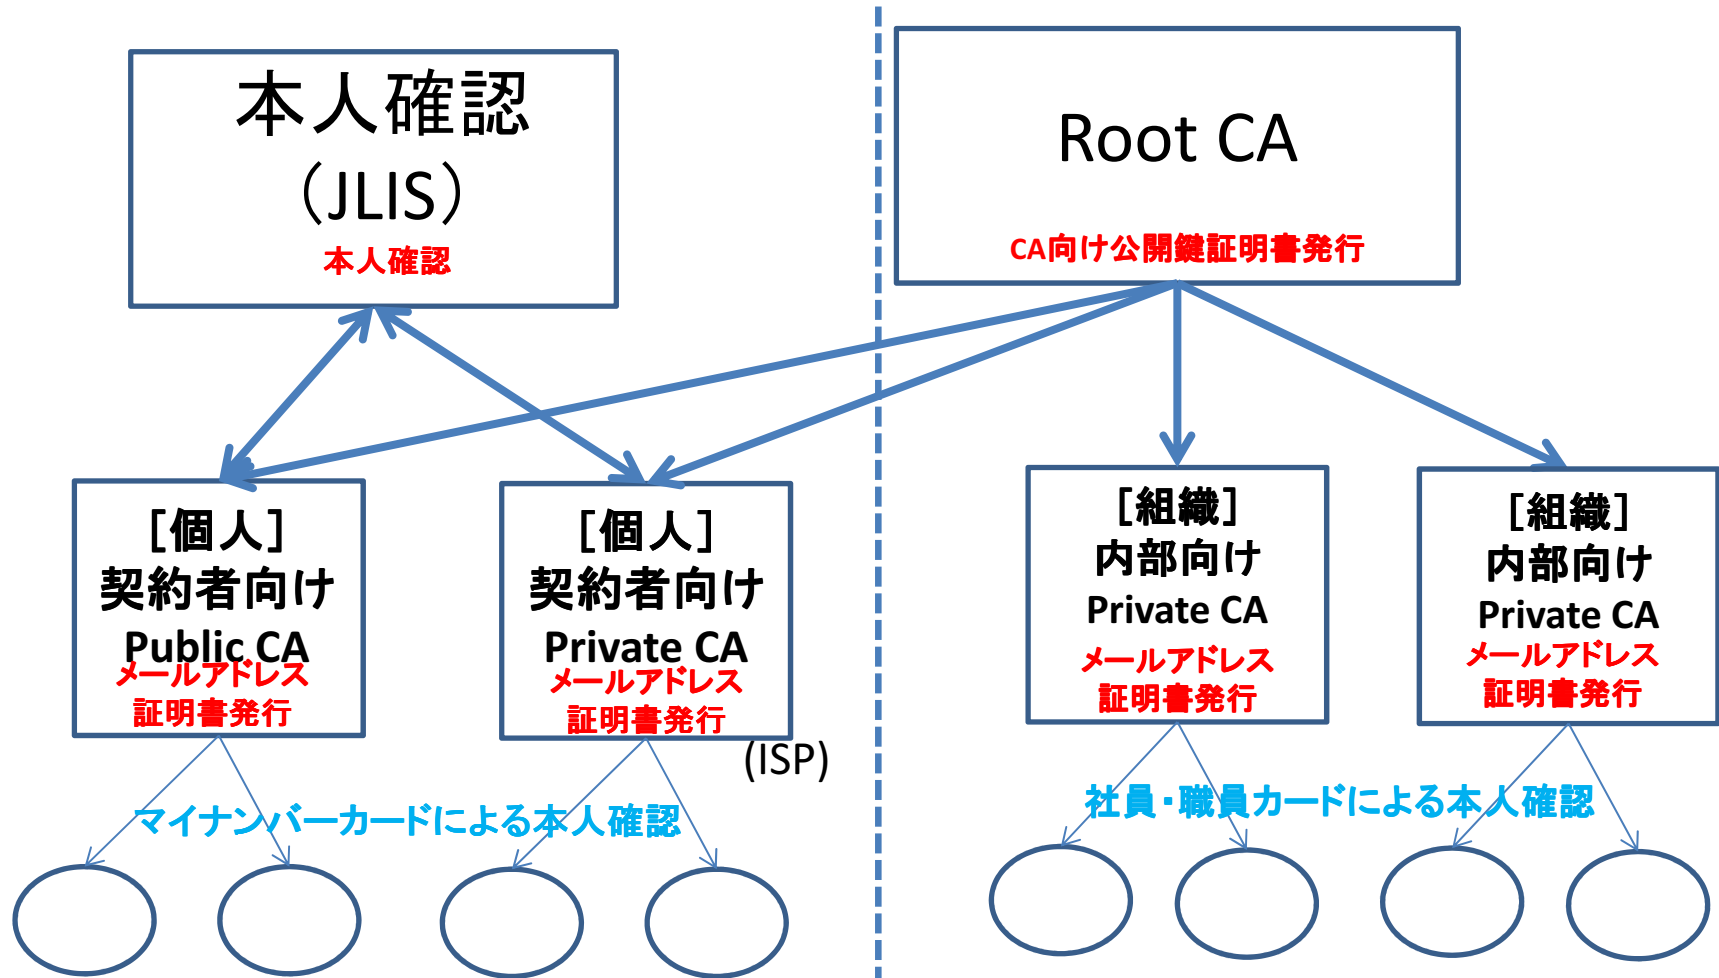 本人確認
（JLIS）
本人確認
Root CA
CA向け公開鍵証明書発行
［個人］
契約者向け
Public CA
メールアドレス
証明書発行
［個人］
契約者向け
Private CA
メールアドレス
証明書発行
(ISP)
［組織］
内部向け
Private CA
メールアドレス
証明書発行
［組織］
内部向け
Private CA
メールアドレス
証明書発行
マイナンバーカードによる本人確認
社員・職員カードによる本人確認